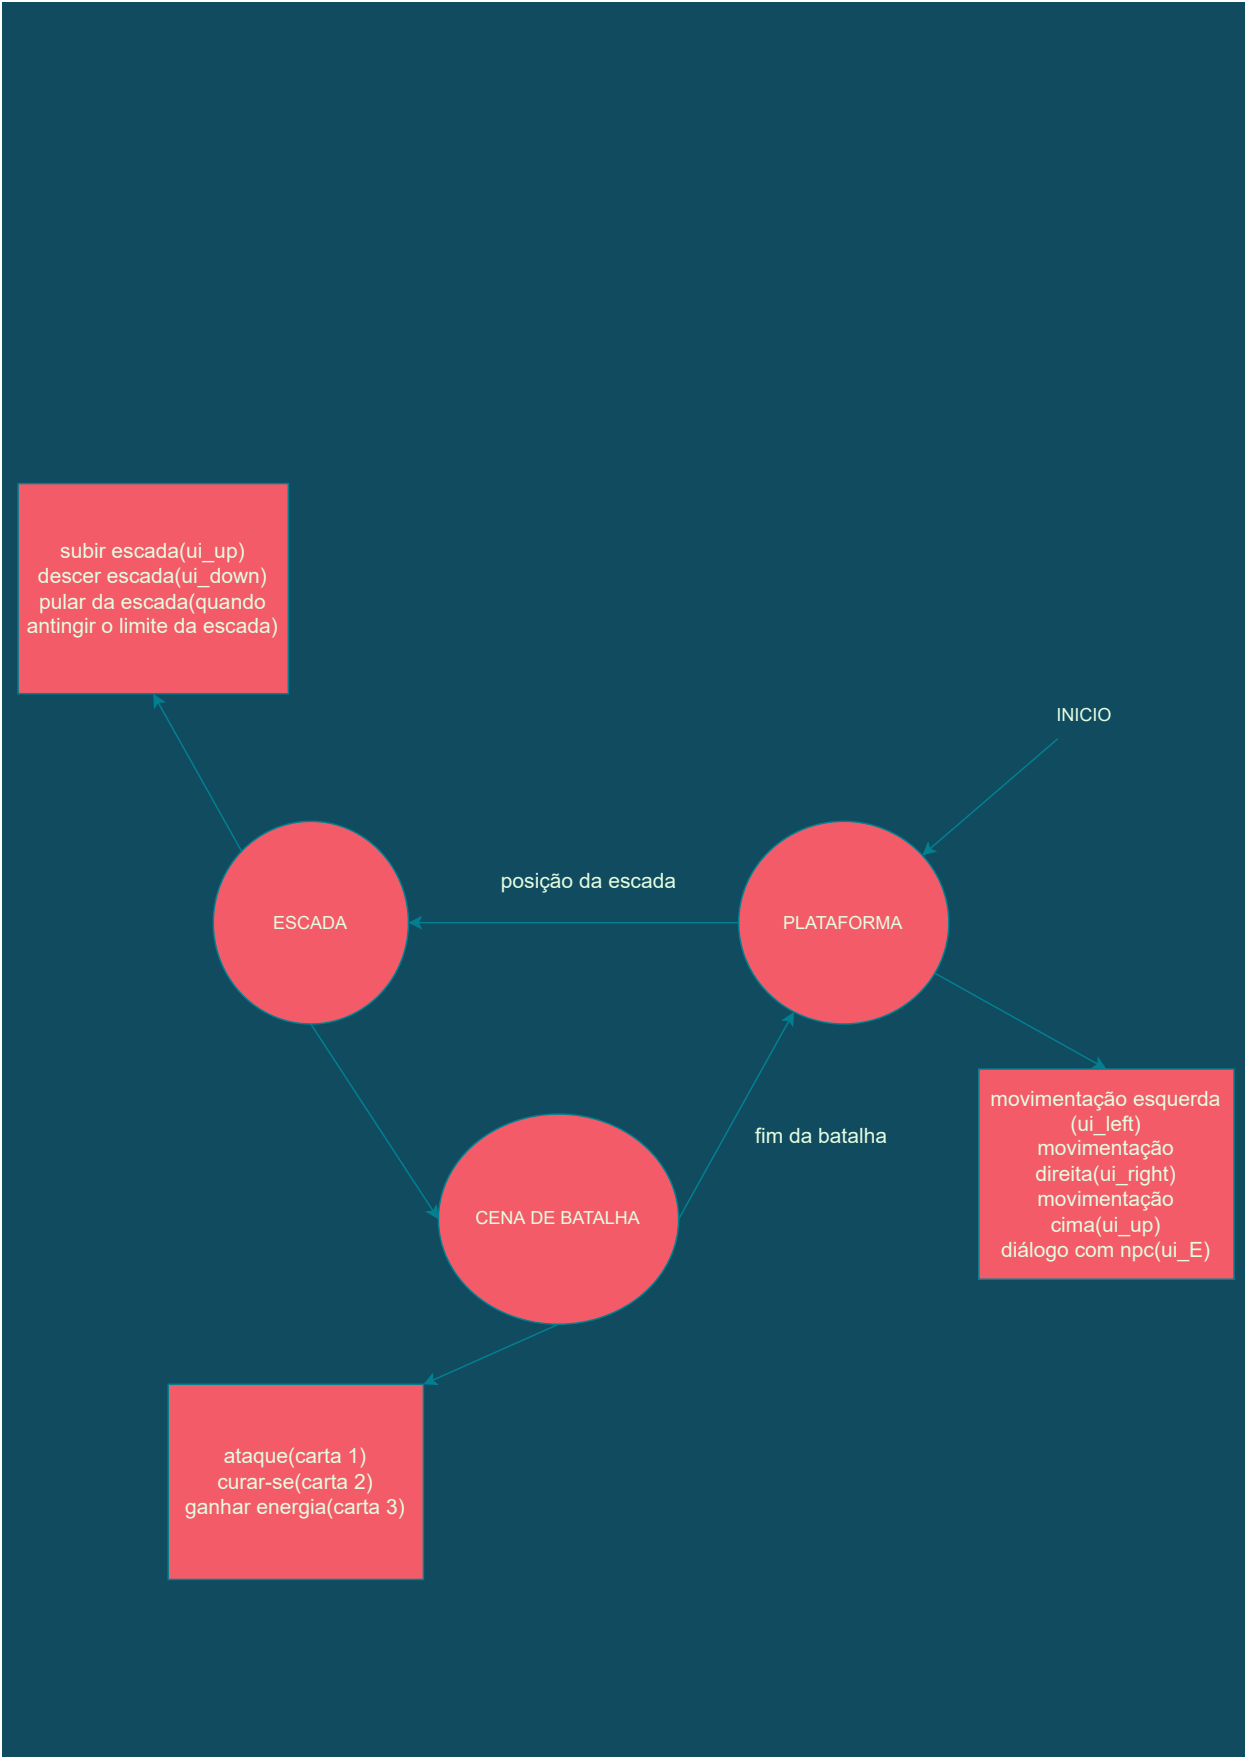 subir escada(ui_up)
descer escada(ui_down)
pular da escada(quando
antingir o limite da escada)
INICIO
posição da escada
ESCADA
PLATAFORMA
movimentação esquerda
(ui_left)
movimentação
direita(ui_right)
movimentação
cima(ui_up)
diálogo com npc(ui_E)
fim da batalha
CENA DE BATALHA
ataque(carta 1)
curar-se(carta 2)
ganhar energia(carta 3)